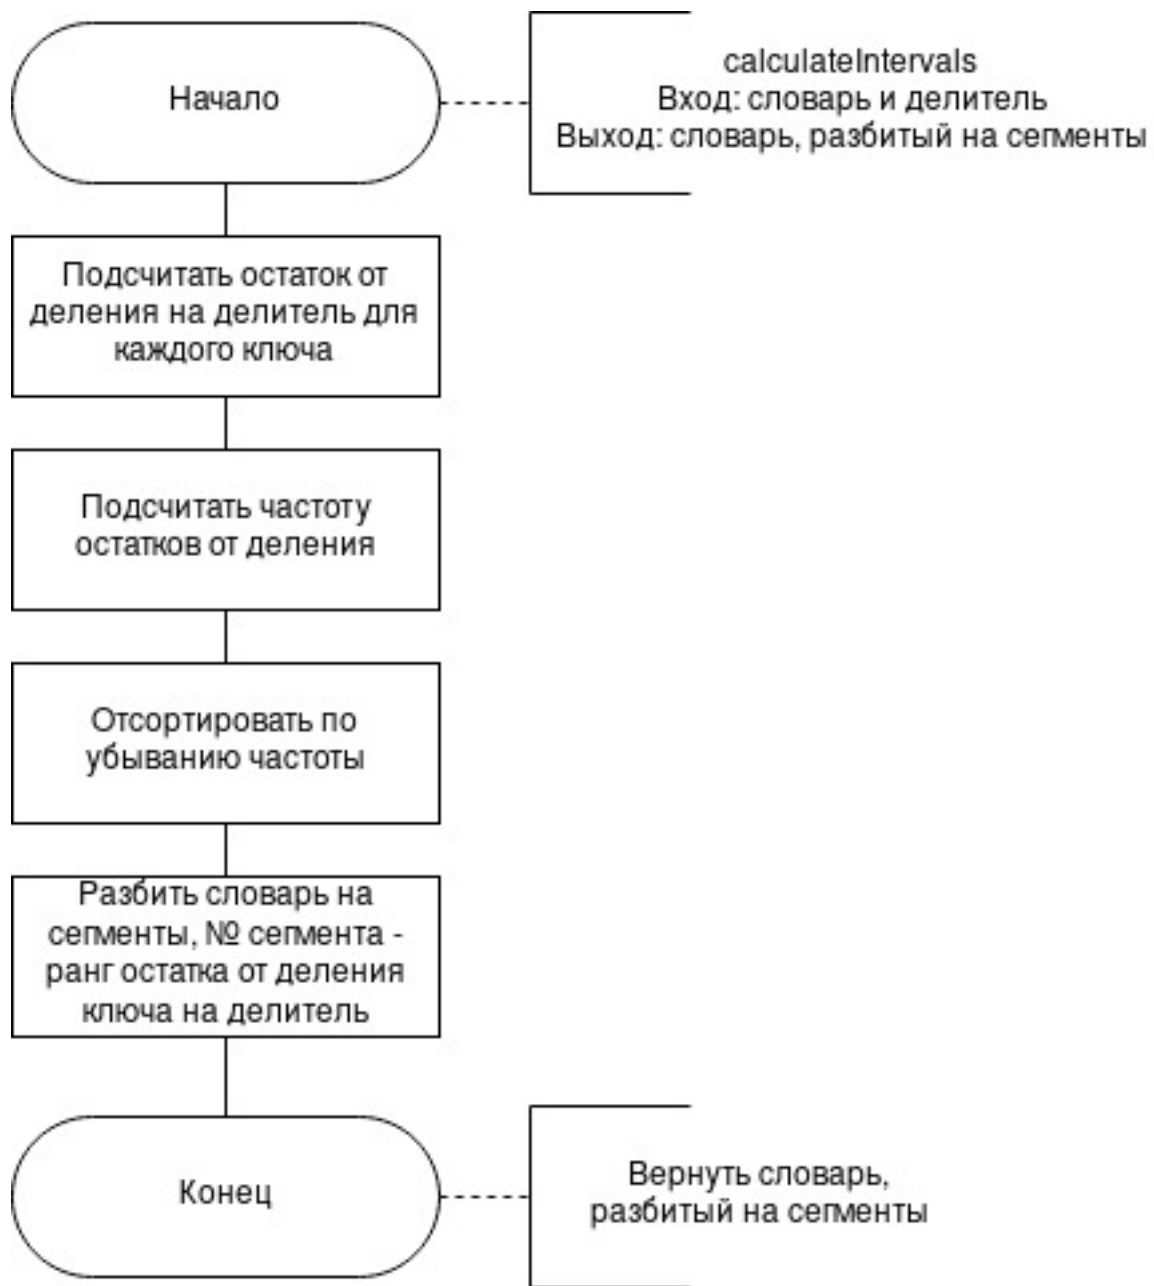 Начало
calculateIntervals
Вход: словарь и делитель
Выход: словарь, разбитый на сегменты
Подсчитать остаток от
деления на делитель для
каждого ключа
Подсчитать частоту
остатков от деления
Отсортировать по
убыванию частоты
Разбить словарь на
сегменты, № сегмента -
ранг остатка от деления
ключа на делитель
Конец
Вернуть словарь,
разбитый на сегменты